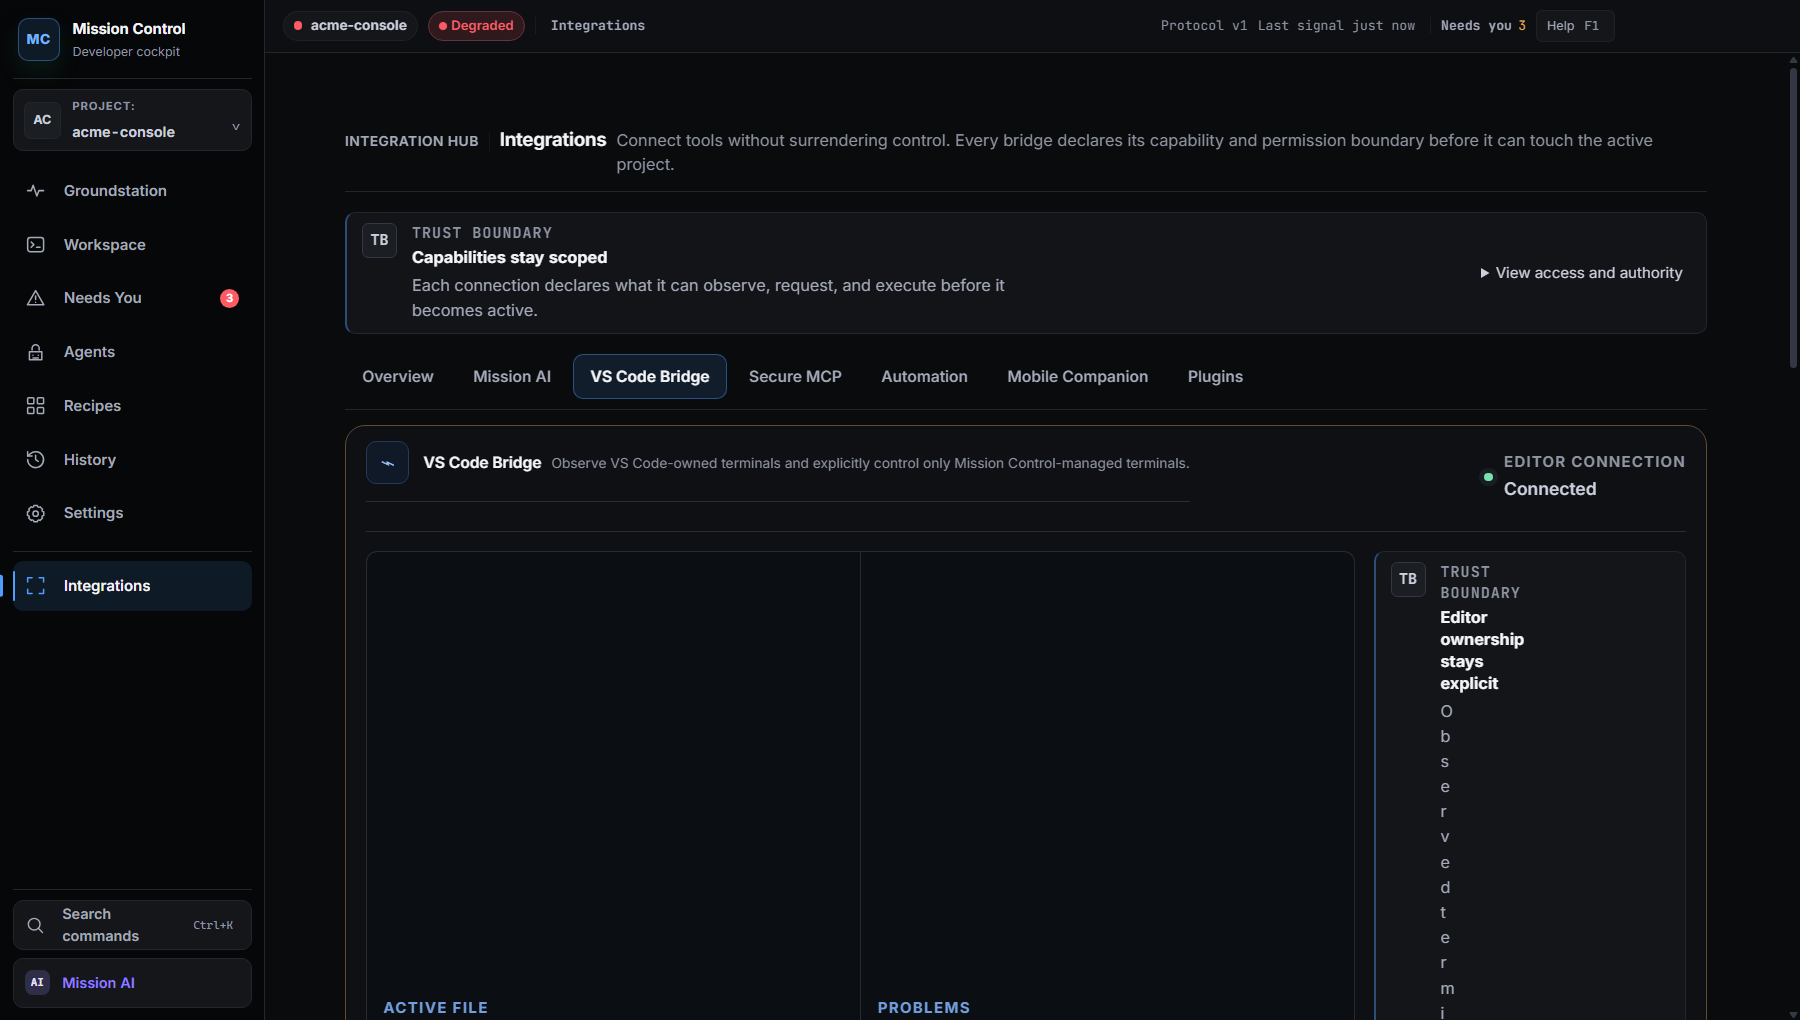 MC
Mission Control
Developer cockpit
AC
PROJECT:
acme-console
v
Groundstation
Workspace
Needs You
3
Agents
Recipes
History
Settings
Integrations
Search
commands
Ctrl+K
AI
Mission AI
acme-console
Degraded
Integrations
Protocol v1 Last signal just now
Needs you 3
Help F1
INTEGRATION HUB
Integrations
Connect tools without surrendering control. Every bridge declares its capability and permission boundary before it can touch the active
project.
TB
TRUST BOUNDARY
Capabilities stay scoped
Each connection declares what it can observe, request, and execute before it
becomes active.
View access and authority
Overview
Mission AI
VS Code Bridge
Secure MCP
Automation
Mobile Companion
Plugins
VS Code Bridge
Observe VS Code-owned terminals and explicitly control only Mission Control-managed terminals.
EDITOR CONNECTION
Connected
ACTIVE FILE
PROBLEMS
TB
TRUST
BOUNDARY
Editor
ownership
stays
explicit
O
b
s
e
r
v
e
d
t
e
r
m
i